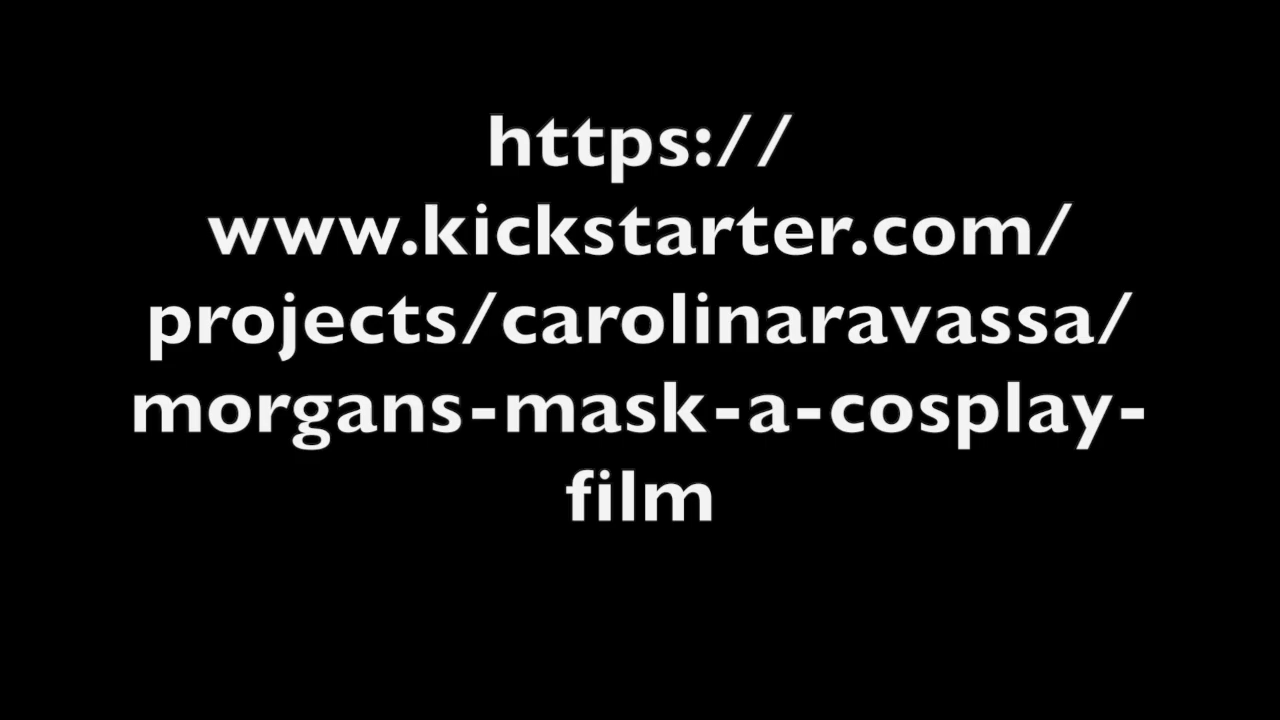 https://
www.kickstarter.com/
projects/carolinaravassa/
morgans-mask-a-cosplay-
film